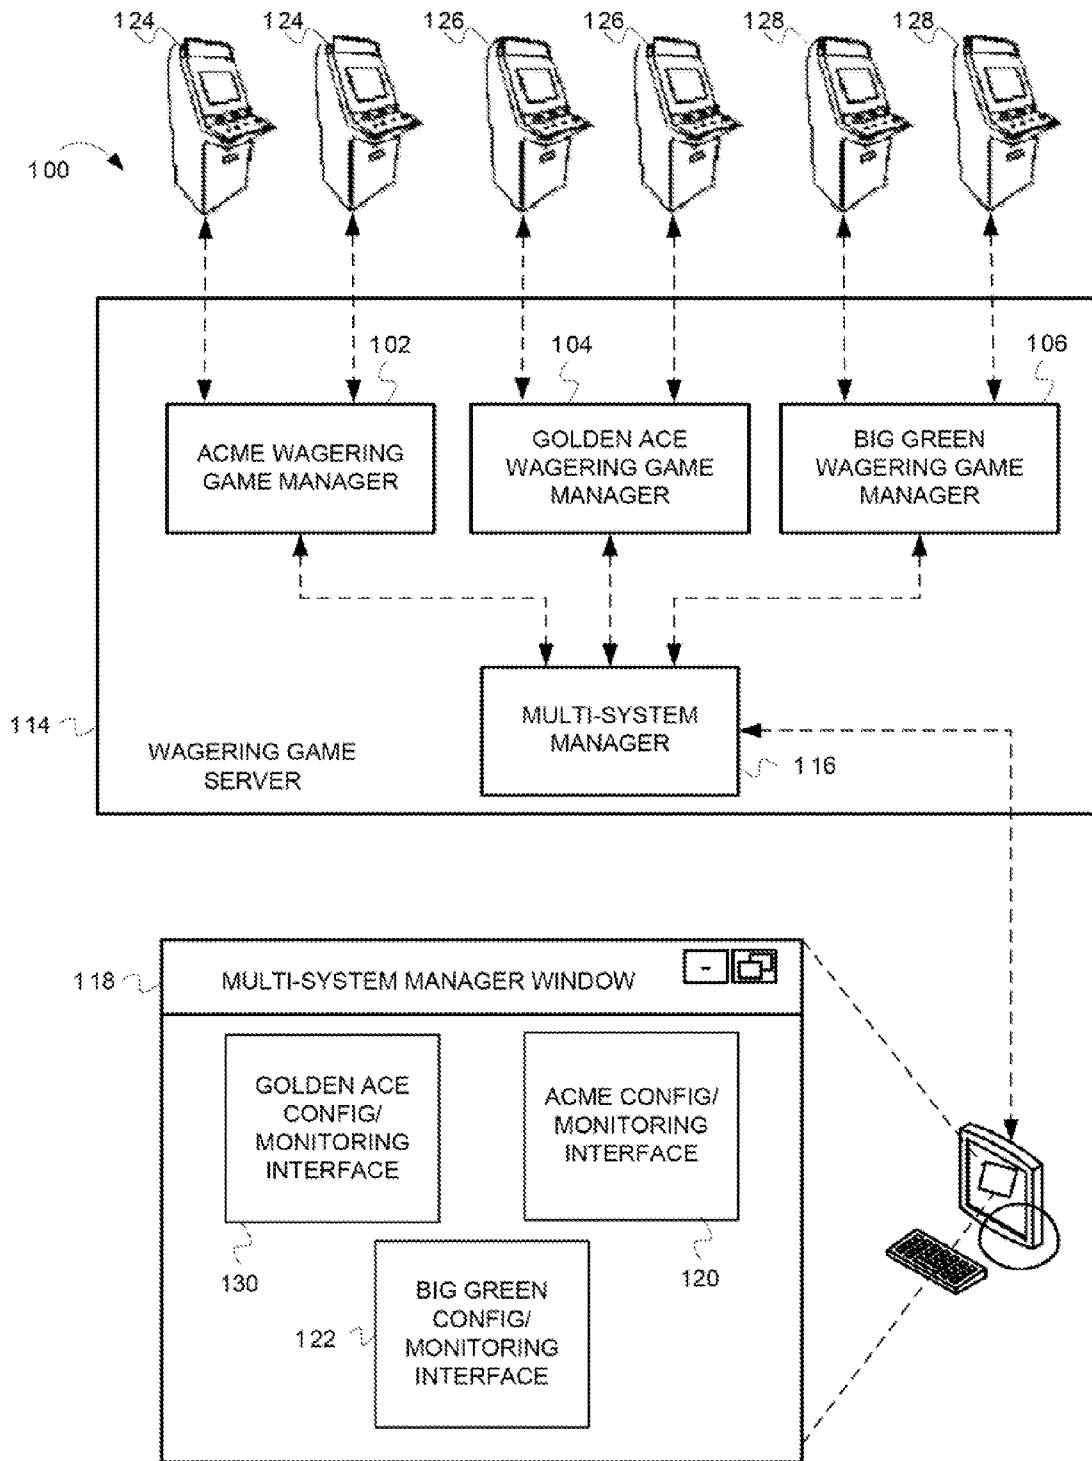 124
124
126
126
128
128
100
102
104
106
ACME WAGERING
GAME MANAGER
GOLDEN ACE
WAGERING GAME
MANAGER
BIG GREEN
WAGERING GAME
MANAGER
114
WAGERING GAME
SERVER
MULTI-SYSTEM
MANAGER
116
118
MULTI-SYSTEM MANAGER WINDOW
-
GOLDEN ACE
CONFIG/
MONITORING
INTERFACE
130
ACME CONFIG/
MONITORING
INTERFACE
120
122
BIG GREEN
CONFIG/
MONITORING
INTERFACE